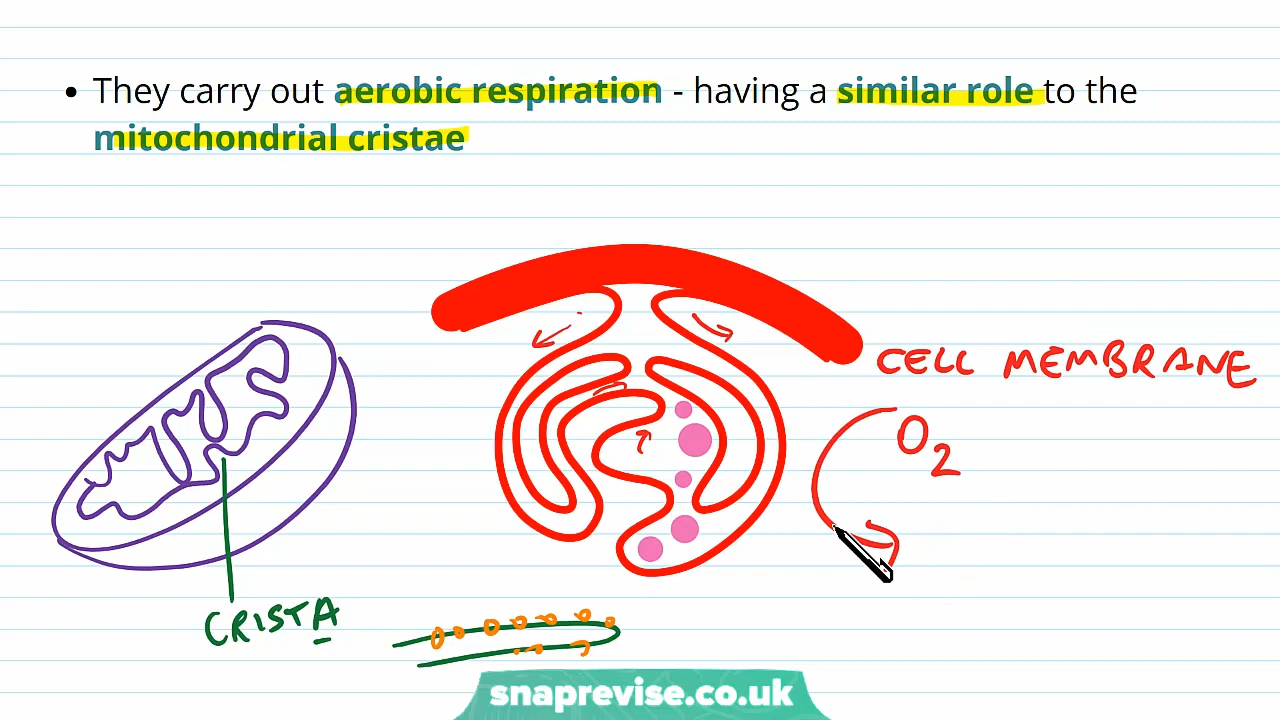 • They carry out aerobic respiration - having a similar role to the
mitochondrial cristae
CELL MEMBRANE
O2
CRISTA
snaprevise.co.uk